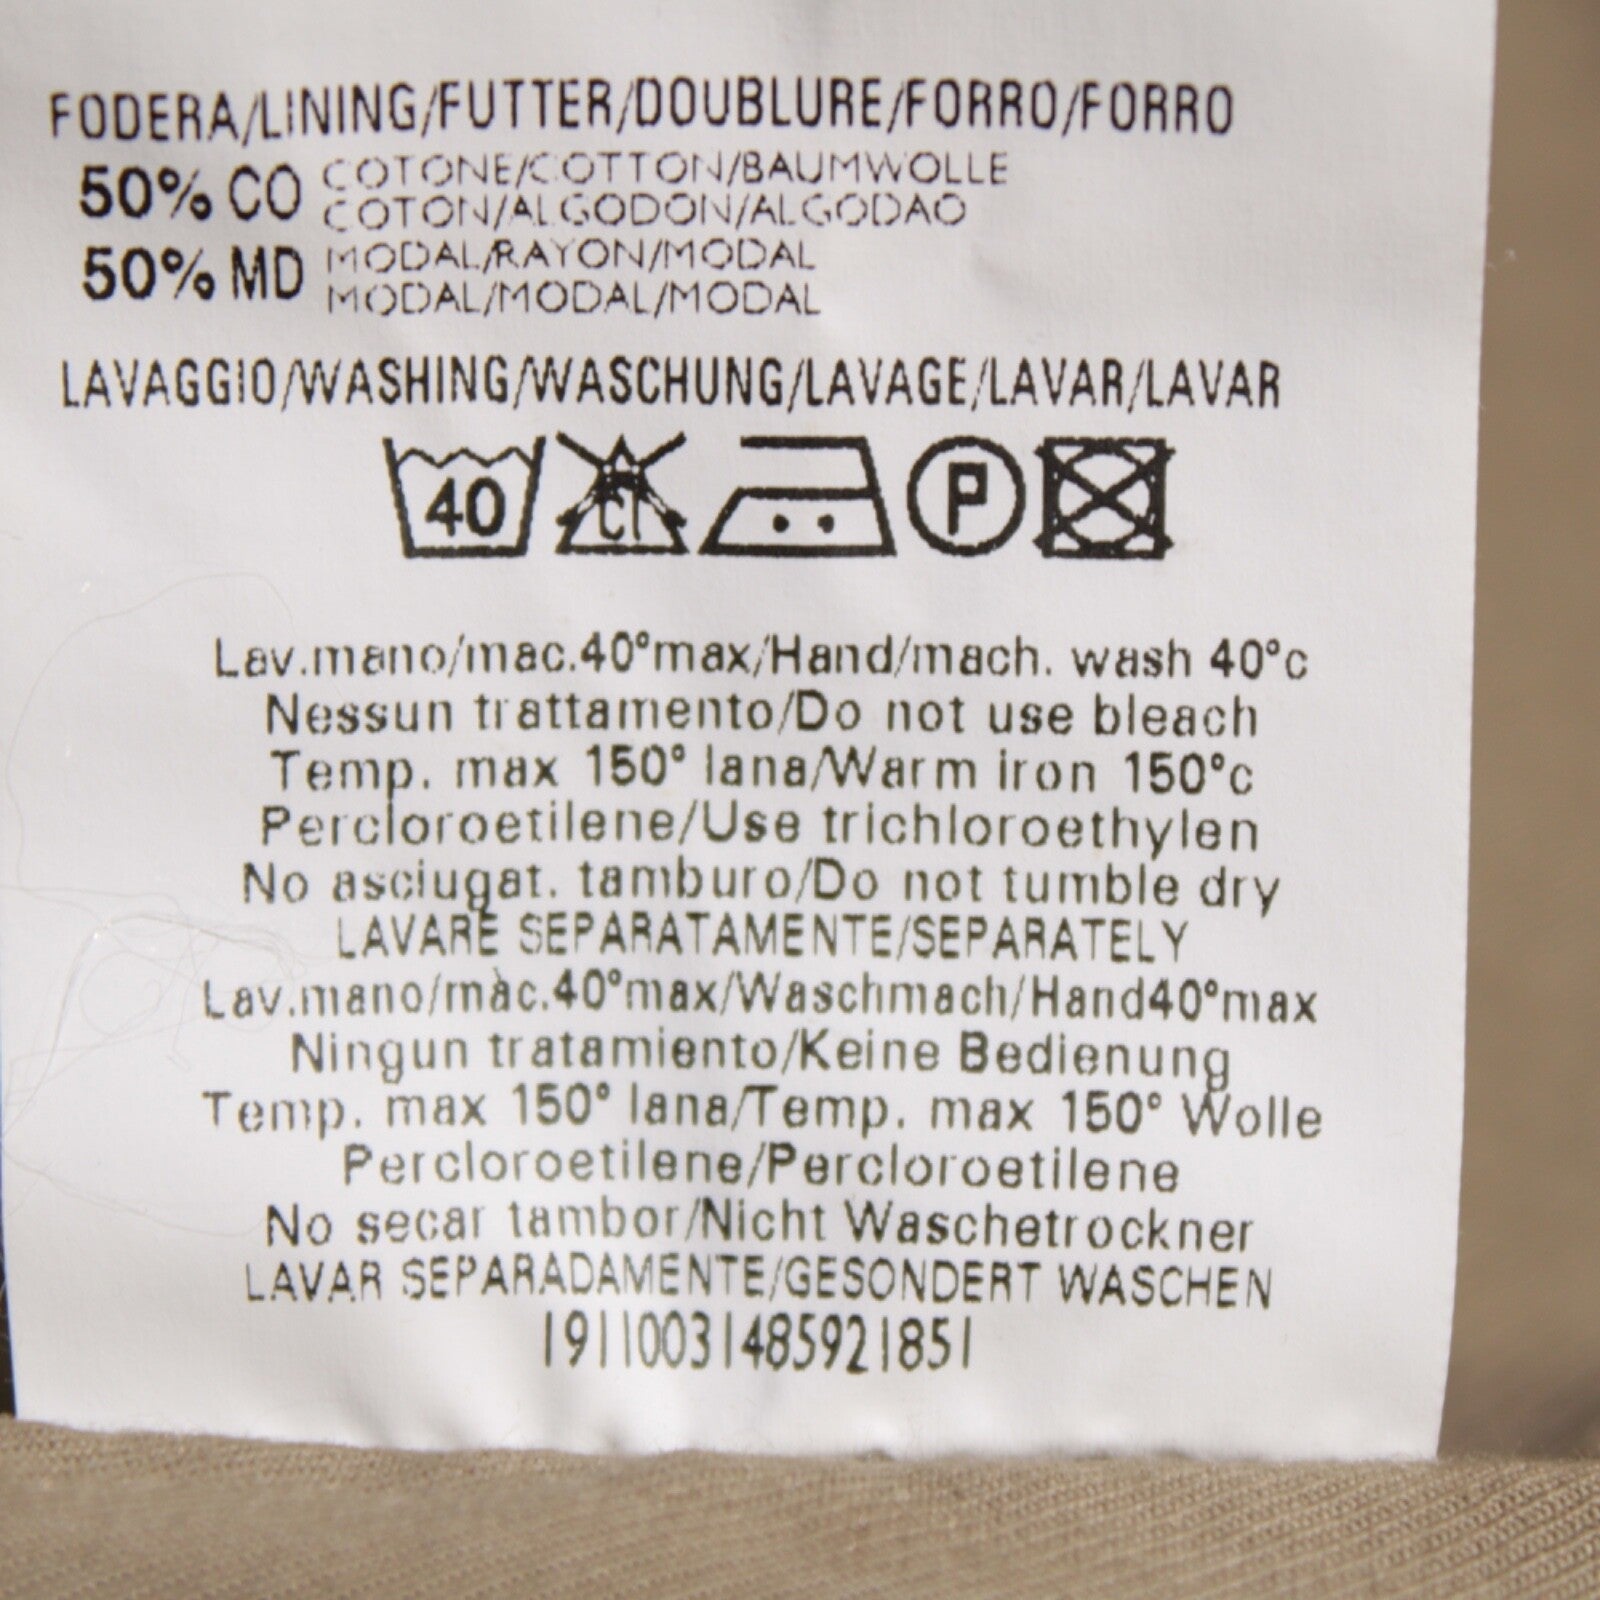 FODERA/LINING/FUTTER/DOUBLURE/FORRO/FORRO
50% CO COTONE/COTTON/BAUMWOLLE
COTON/ALGODON/ALGODAO
50% MD MODAL/RAYON/MODAL
MODAL/MODAL/MODAL
LAVAGGIO/WASHING/WASCHUNG/LAVAGE/LAVAR/LAVAR
40 Cl P
Lav.mano/mac.40°max/Hand/mach. wash 40°c
Nessun trattamento/Do not use bleach
Temp. max 150° lana/Warm iron 150°c
Percloroetilene/Use trichloroethylen
No asciugat. tamburo/Do not tumble dry
LAVARE SEPARATAMENTE/SEPARATELY
Lav.mano/mac.40°max/Waschmach/Hand40°max
Ningun tratamiento/Keine Bedienung
Temp. max 150° lana/Temp. max 150° Wolle
Percloroetilene/Percloroetilene
No secar tambor/Nicht Waschetrockner
LAVAR SEPARADAMENTE/GESONDERT WASCHEN
19110031485921851